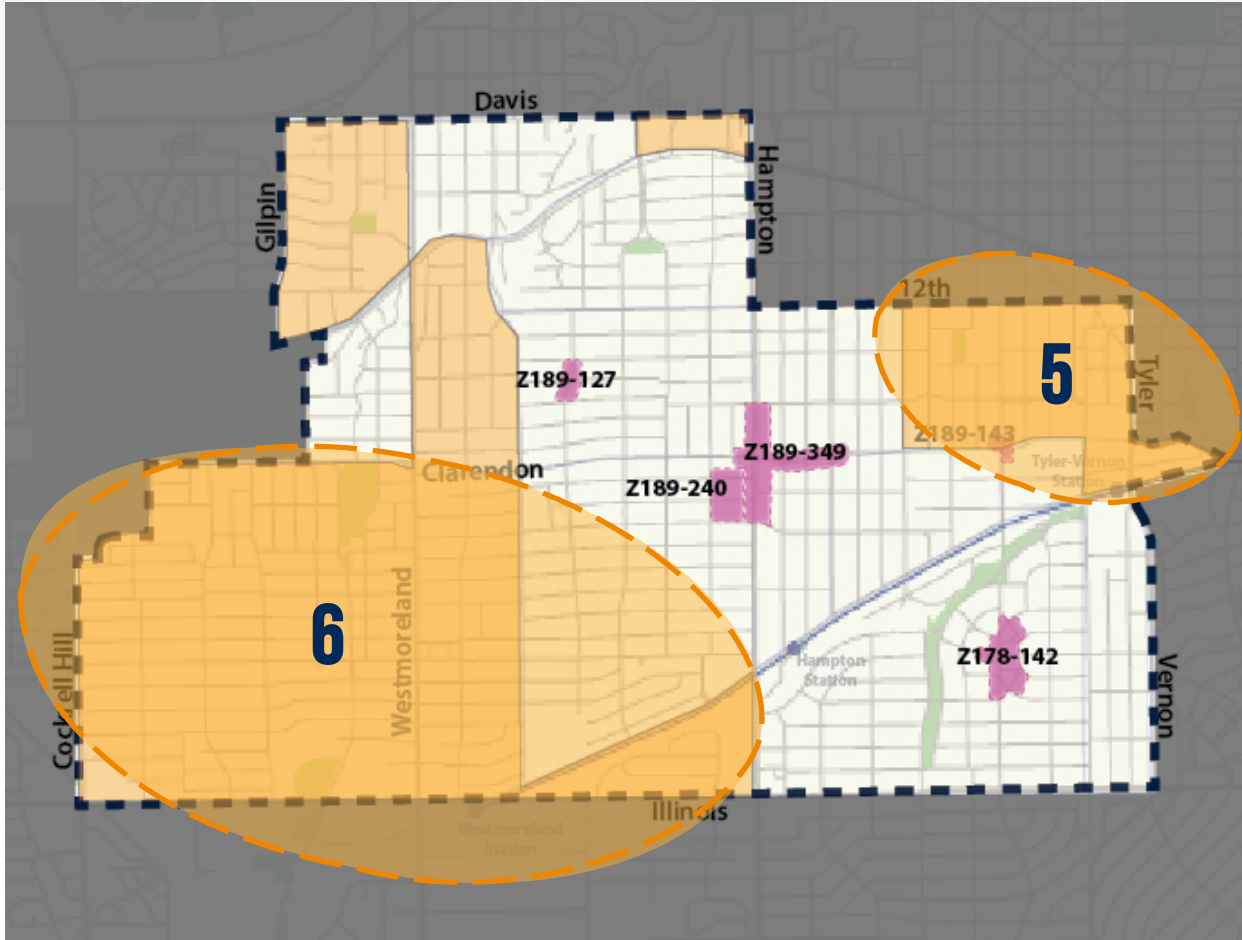 Davis
Hampton
Gilpin
12th
5
Tyler
Z189-127
Z189-143
Z189-349
Tyler-Vernon
Station
Clarendon
Z189-240
Westmoreland
6
Cockrell Hill
Z178-142
Hampton
Station
Vernon
Illinois
Westmoreland
Station